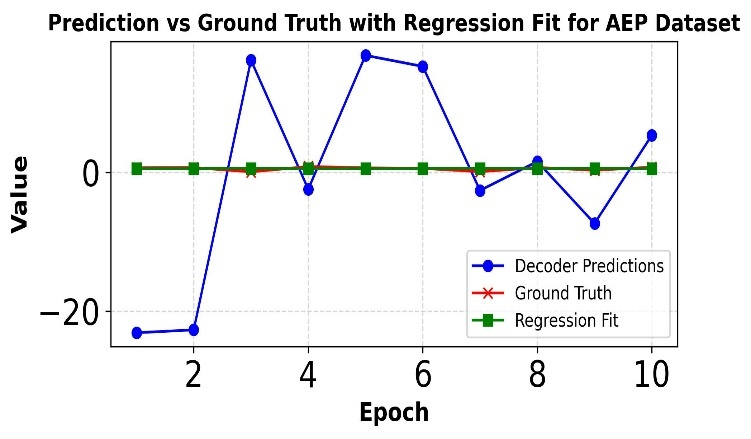 Prediction vs Ground Truth with Regression Fit for AEP Dataset
Value
0
−20
Decoder Predictions
Ground Truth
Regression Fit
2 4 6 8 10
Epoch